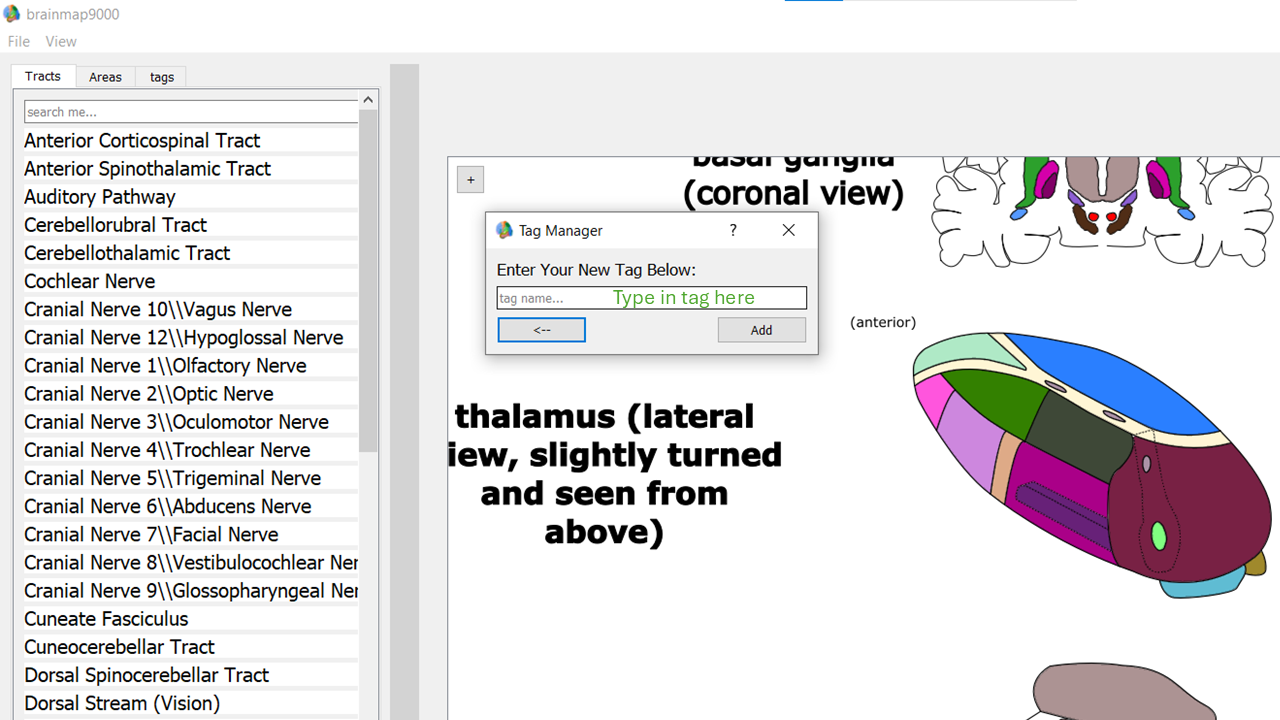 brainmap9000
File View
Tracts Areas tags
search me...
Anterior Corticospinal Tract
Anterior Spinothalamic Tract
Auditory Pathway
Cerebellorubral Tract
Cerebellothalamic Tract
Cochlear Nerve
Cranial Nerve 10\\Vagus Nerve
Cranial Nerve 12\\Hypoglossal Nerve
Cranial Nerve 1\\Olfactory Nerve
Cranial Nerve 2\\Optic Nerve
Cranial Nerve 3\\Oculomotor Nerve
Cranial Nerve 4\\Trochlear Nerve
Cranial Nerve 5\\Trigeminal Nerve
Cranial Nerve 6\\Abducens Nerve
Cranial Nerve 7\\Facial Nerve
Cranial Nerve 8\\Vestibulocochlear Ner
Cranial Nerve 9\\Glossopharyngeal Ner
Cuneate Fasciculus
Cuneocerebellar Tract
Dorsal Spinocerebellar Tract
Dorsal Stream (Vision)
+
basal ganglia
(coronal view)
Tag Manager ?
Enter Your New Tag Below:
tag name... Type in tag here
<-- Add
(anterior)
thalamus (lateral
iew, slightly turned
and seen from
above)